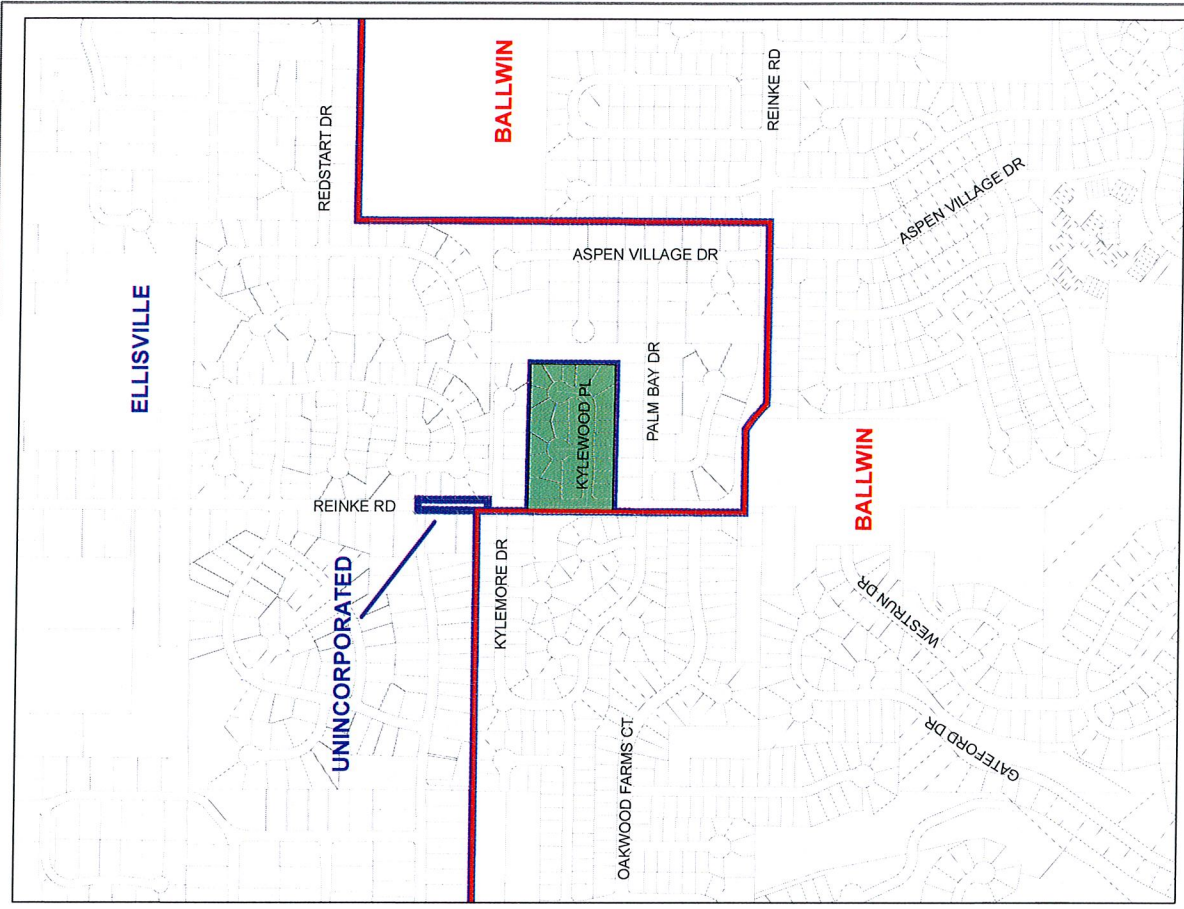 REDSTART DR
BALLWIN
REINKE RD
ASPEN VILLAGE DR
ASPEN VILLAGE DR
ELLISVILLE
KYLEWOOD PL
PALM BAY DR
REINKE RD
UNINCORPORATED
KYLEMORE DR
BALLWIN
WESTRUN DR
OAKWOOD FARMS CT.
GATEFORD DR